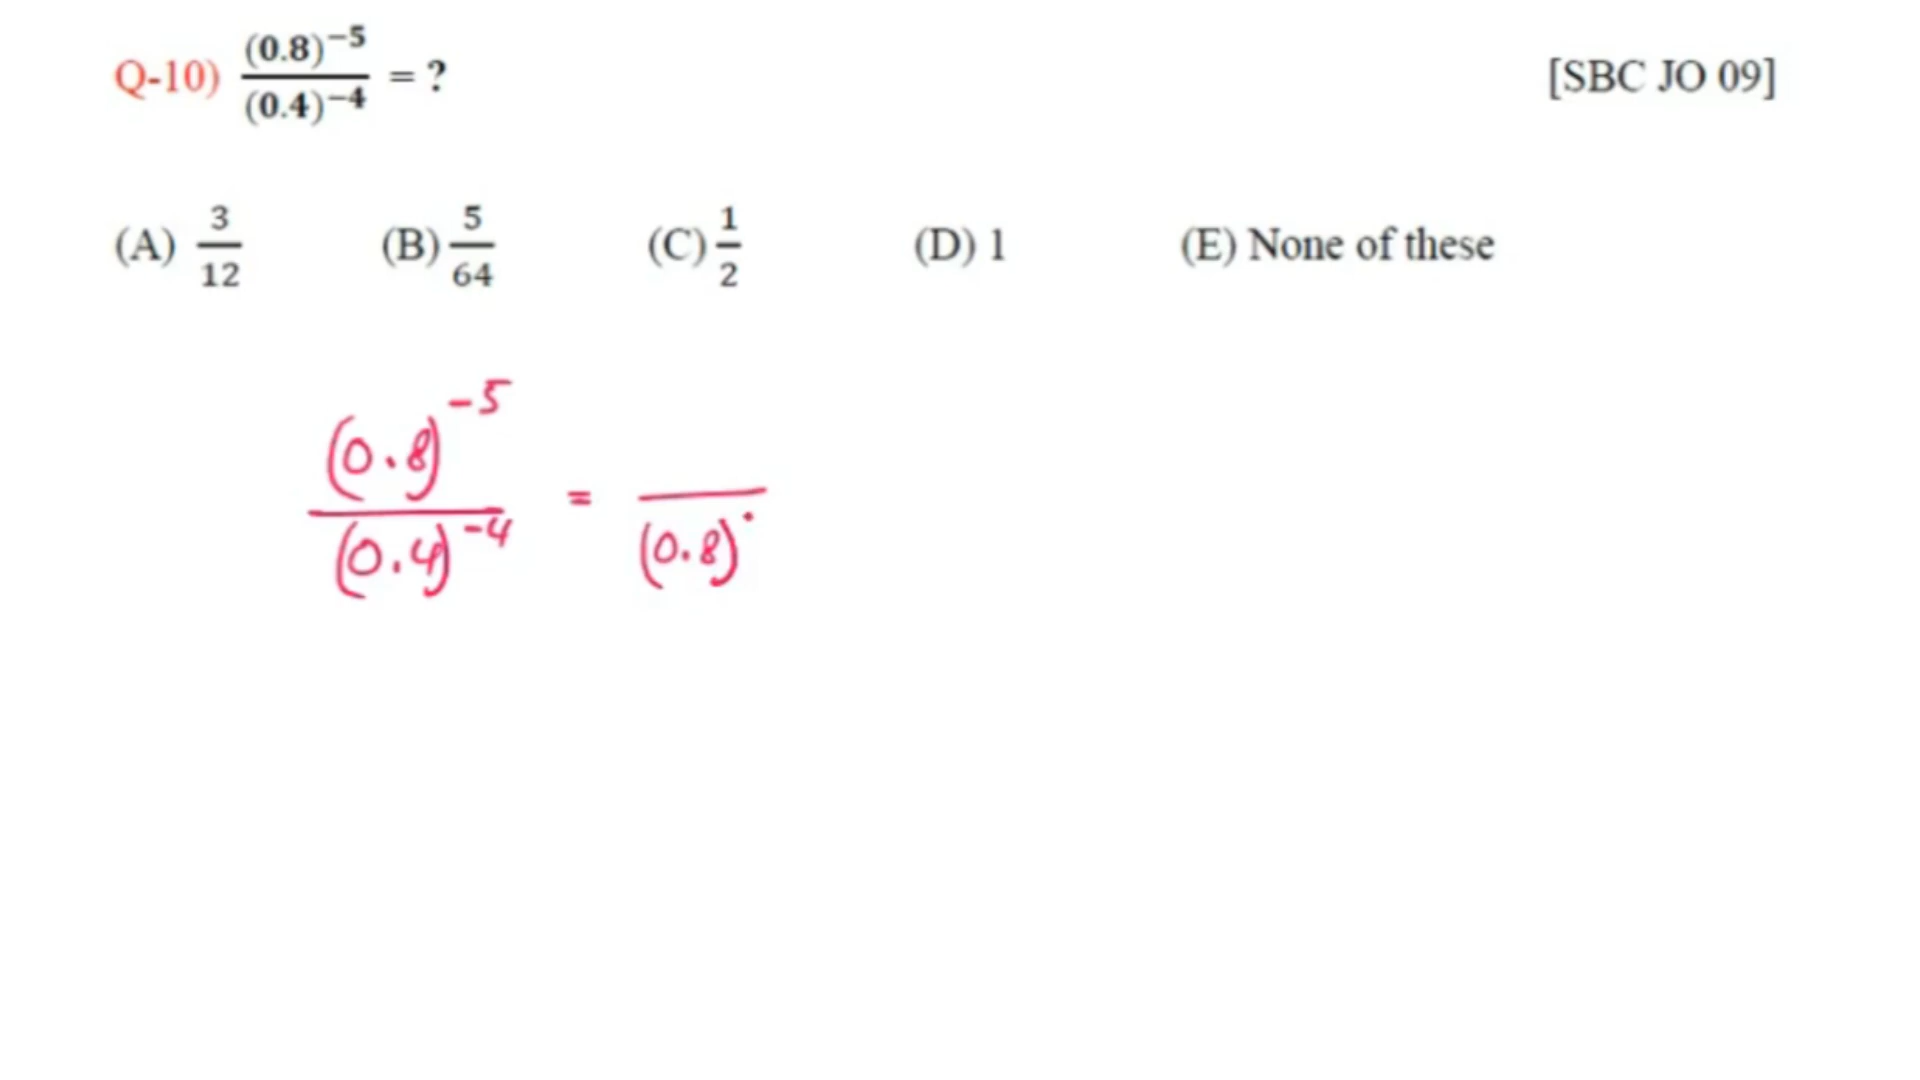 Q-10) (0.8)⁻⁵ / (0.4)⁻⁴ = ? [SBC JO 09]
(A) 3/12 (B) 5/64 (C) 1/2 (D) 1 (E) None of these
(0.8)⁻⁵ / (0.4)⁻⁴ = / (0.8)